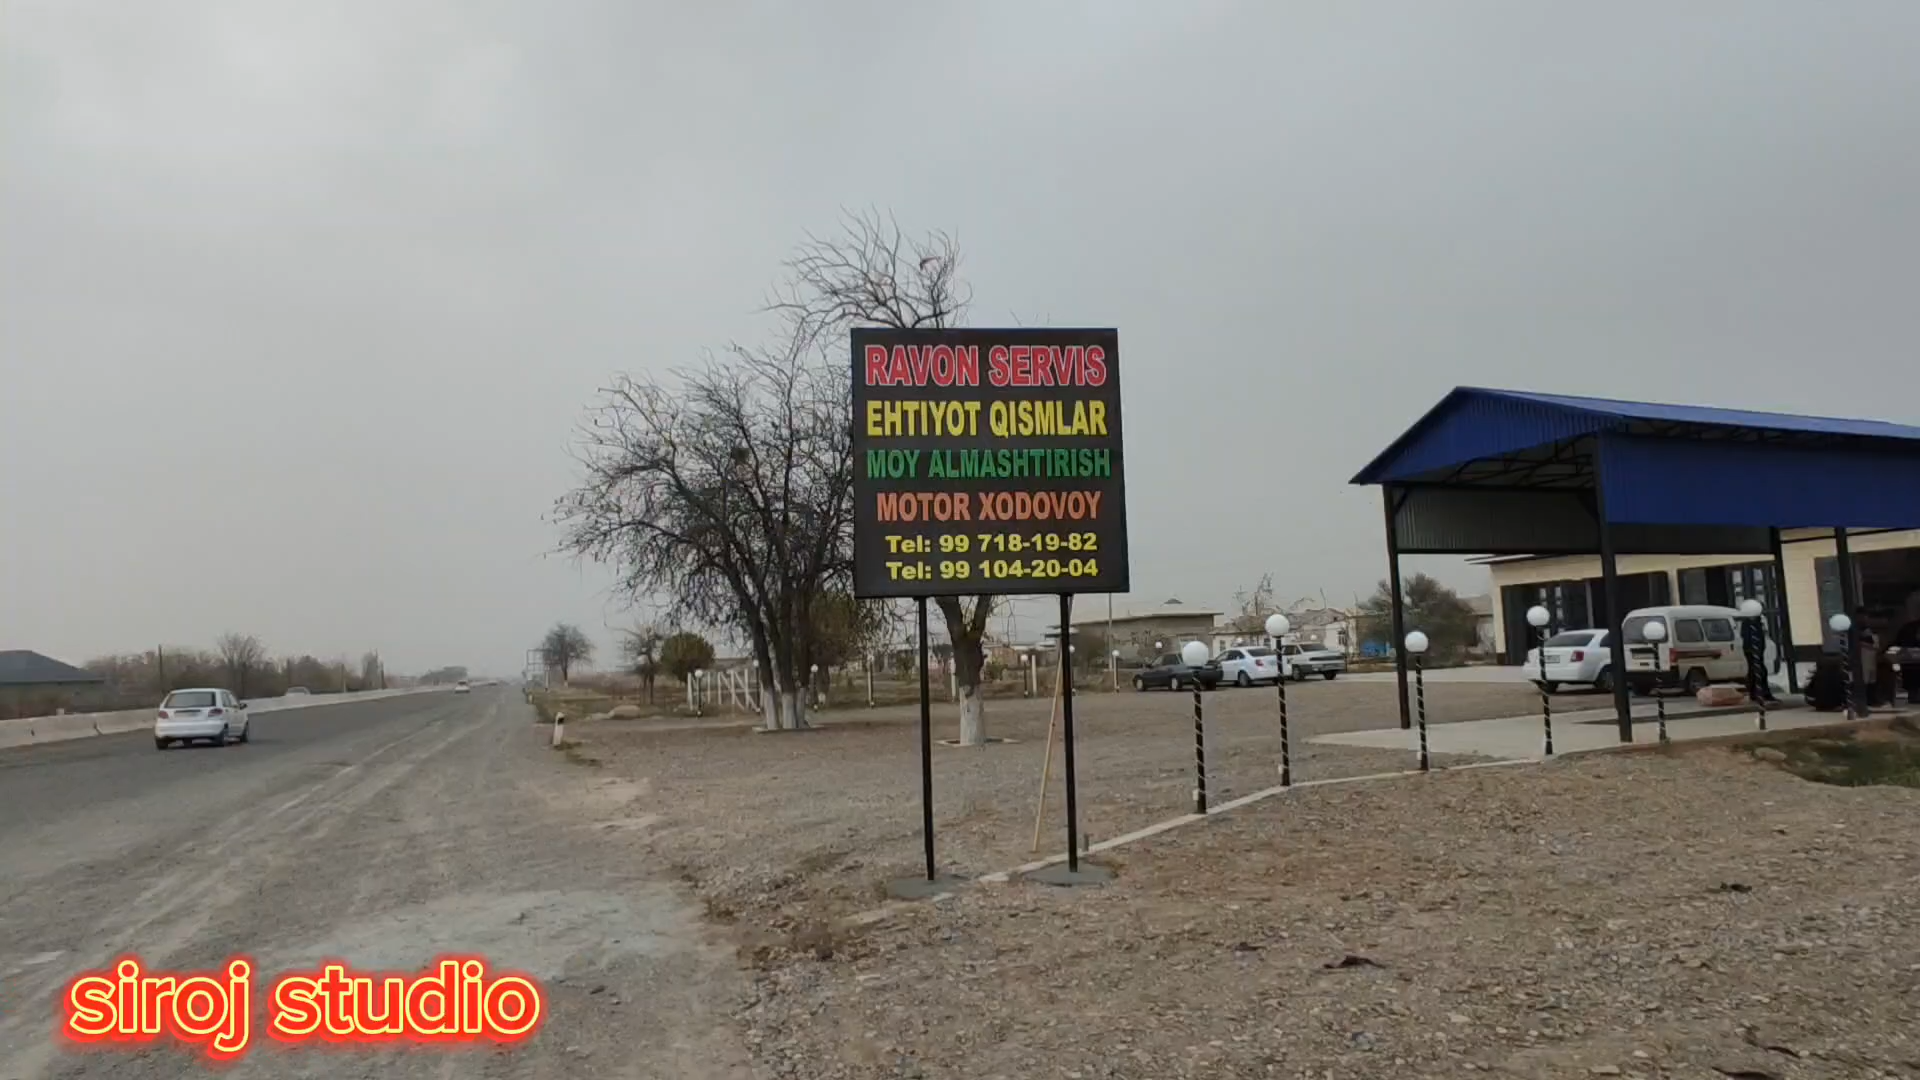 RAVON SERVIS
EHTIYOT QISMLAR
MOY ALMASHTIRISH
MOTOR XODOVOY
Tel: 99 718-19-82
Tel: 99 104-20-04
siroj studio